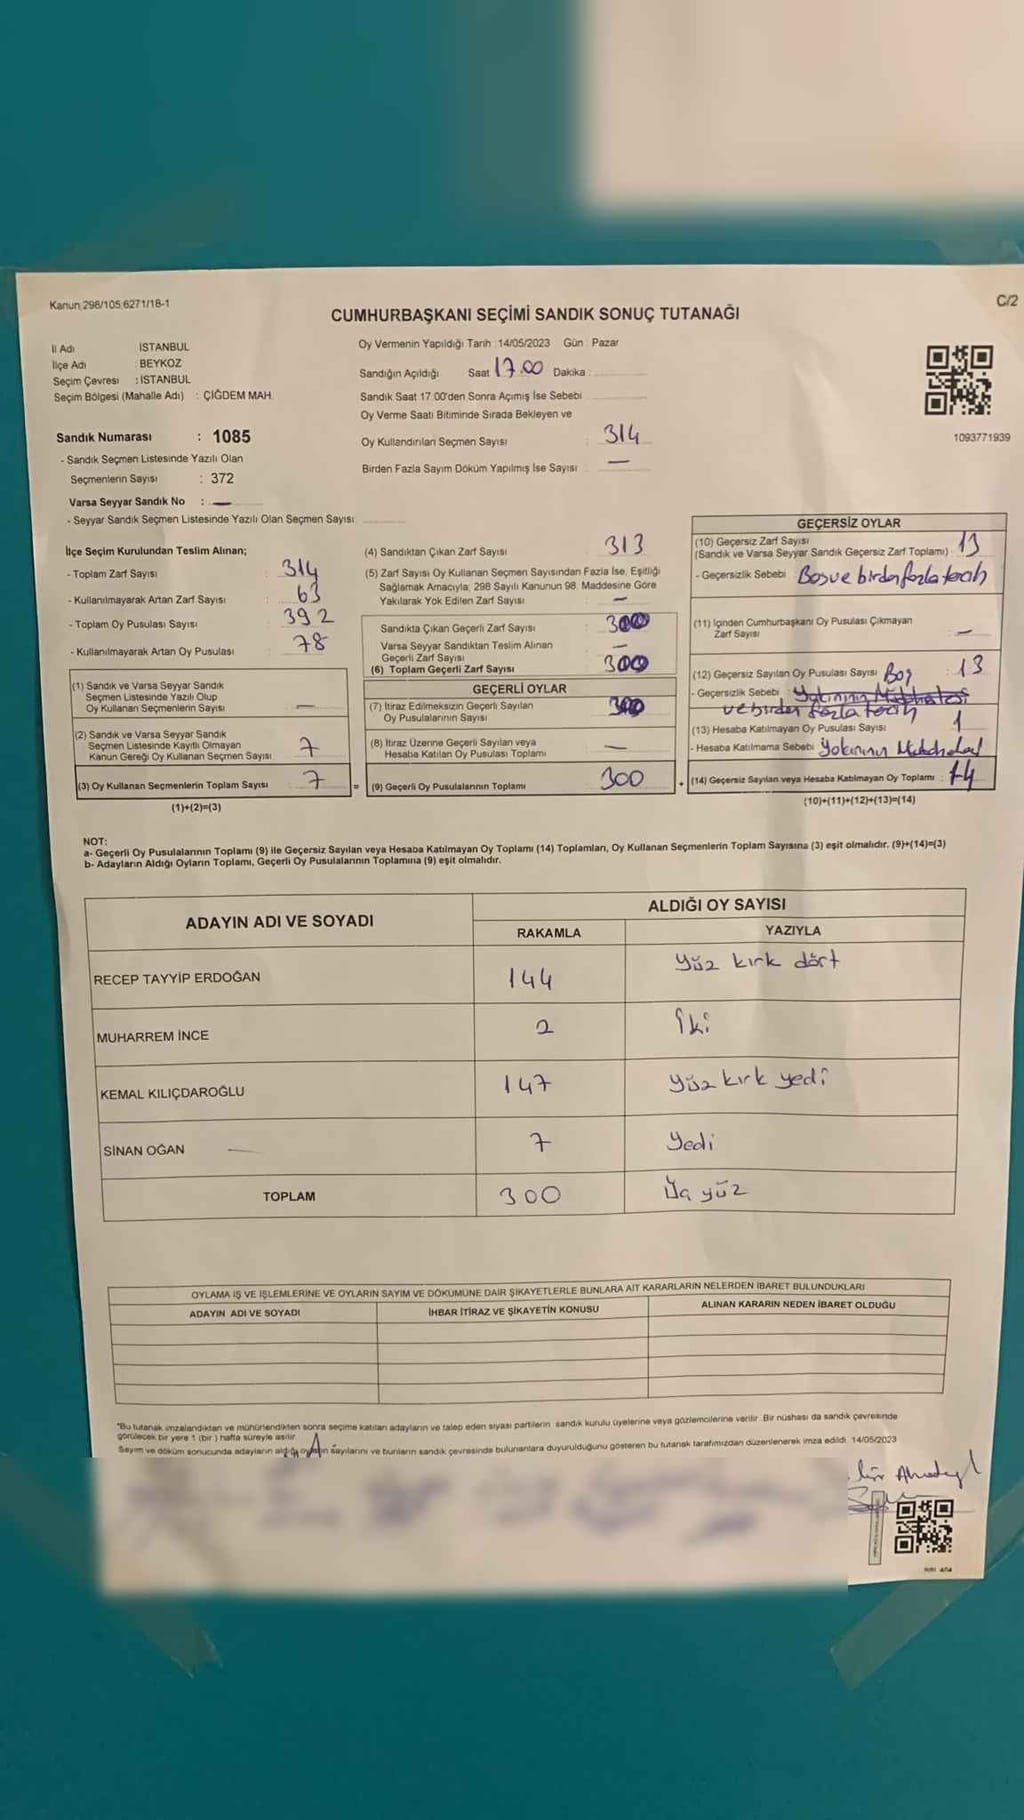 Kanun 298/105,6271/18-1
C/2
CUMHURBAŞKANI SEÇİMİ SANDIK SONUÇ TUTANAĞI
İl Adı İSTANBUL
İlçe Adı : BEYKOZ
Seçim Çevresi : İSTANBUL
Seçim Bölgesi (Mahalle Adı) : ÇİĞDEM MAH.
Sandık Numarası : 1085
- Sandık Seçmen Listesinde Yazılı Olan
Seçmenlerin Sayısı : 372
Varsa Seyyar Sandık No : —
- Seyyar Sandık Seçmen Listesinde Yazılı Olan Seçmen Sayısı
Oy Vermenin Yapıldığı Tarih :14/05/2023 Gün Pazar
Sandığın Açıldığı Saat 17.00 Dakika :
Sandık Saat 17:00'den Sonra Açımış İse Sebebi
Oy Verme Saati Bitiminde Sırada Bekleyen ve
Oy Kullandırılan Seçmen Sayısı : 314
Birden Fazla Sayım Döküm Yapılmış İse Sayısı : —
1093771939
İlçe Seçim Kurulundan Teslim Alınan;
- Toplam Zarf Sayısı : 314
- Kullanılmayarak Artan Zarf Sayısı : 63
- Toplam Oy Pusulası Sayısı : 392
- Kullanılmayarak Artan Oy Pusulası : 78
(1) Sandık ve Varsa Seyyar Sandık
Seçmen Listesinde Yazılı Olup
Oy Kullanan Seçmenlerin Sayısı : —
(2) Sandık ve Varsa Seyyar Sandık
Seçmen Listesinde Kayıtlı Olmayan
Kanun Gereği Oy Kullanan Seçmen Sayısı : 7
(3) Oy Kullanan Seçmenlerin Toplam Sayısı : 7
(1)+(2)=(3)
(4) Sandıktan Çıkan Zarf Sayısı : 313
(5) Zarf Sayısı Oy Kullanan Seçmen Sayısından Fazla İse, Eşitliği
Sağlamak Amacıyla, 298 Sayılı Kanunun 98. Maddesine Göre
Yakılarak Yok Edilen Zarf Sayısı : —
Sandıkta Çıkan Geçerli Zarf Sayısı : 300
Varsa Seyyar Sandıktan Teslim Alınan
Geçerli Zarf Sayısı : —
(6) Toplam Geçerli Zarf Sayısı : 300
GEÇERLİ OYLAR
(7) İtiraz Edilmeksizin Geçerli Sayılan
Oy Pusulalarının Sayısı : 300
(8) İtiraz Üzerine Geçerli Sayılan veya
Hesaba Katılan Oy Pusulası Toplamı : —
= (9) Geçerli Oy Pusulalarının Toplamı : 300
GEÇERSİZ OYLAR
(10) Geçersiz Zarf Sayısı
(Sandık ve Varsa Seyyar Sandık Geçersiz Zarf Toplamı) : 13
- Geçersizlik Sebebi Boş ve birden fazla tercih
(11) İçinden Cumhurbaşkanı Oy Pusulası Çıkmayan
Zarf Sayısı : —
(12) Geçersiz Sayılan Oy Pusulası Sayısı Boş : 13
- Geçersizlik Sebebi Yakınının Müdahalesi
ve birden fazla tercih
(13) Hesaba Katılmayan Oy Pusulası Sayısı : 1
- Hesaba Katılmama Sebebi Yakınının
+ (14) Geçersiz Sayılan veya Hesaba Katılmayan Oy Toplamı : 14
(10)+(11)+(12)+(13)=(14)
NOT:
a- Geçerli Oy Pusulalarının Toplamı (9) ile Geçersiz Sayılan veya Hesaba Katılmayan Oy Toplamı (14) Toplamları, Oy Kullanan Seçmenlerin Toplam Sayısına (3) eşit olmalıdır. (9)+(14)=(3)
b- Adayların Aldığı Oyların Toplamı, Geçerli Oy Pusulalarının Toplamına (9) eşit olmalıdır.
ADAYIN ADI VE SOYADI ALDIĞI OY SAYISI
RAKAMLA YAZIYLA
RECEP TAYYİP ERDOĞAN 144 Yüz kırk dört
MUHARREM İNCE 2 İki
KEMAL KILIÇDAROĞLU 147 Yüz kırk yedi
SİNAN OĞAN — 7 Yedi
TOPLAM 300 Üç yüz
OYLAMA İŞ VE İŞLEMLERİNE VE OYLARIN SAYIM VE DÖKÜMÜNE DAİR ŞİKAYETLERLE BUNLARA AİT KARARLARIN NELERDEN İBARET BULUNDUKLARI
ADAYIN ADI VE SOYADI İHBAR İTİRAZ VE ŞİKAYETİN KONUSU ALINAN KARARIN NEDEN İBARET OLDUĞU
*Bu tutanak imzalandıktan ve mühürlendikten sonra seçime katılan adayların ve talep eden siyasi partilerin sandık kurulu üyelerine veya gözlemcilerine verilir. Bir nüshası da sandık çevresinde
görülecek bir yere 1 (bir) hafta süreyle asılır.
Sayım ve döküm sonucunda adayların aldığı oyların sayılarını ve bunların sandık çevresinde bulunanlara duyurulduğunu gösteren bu tutanak tarafımızdan düzenlenerek imza edildi. 14/05/2023